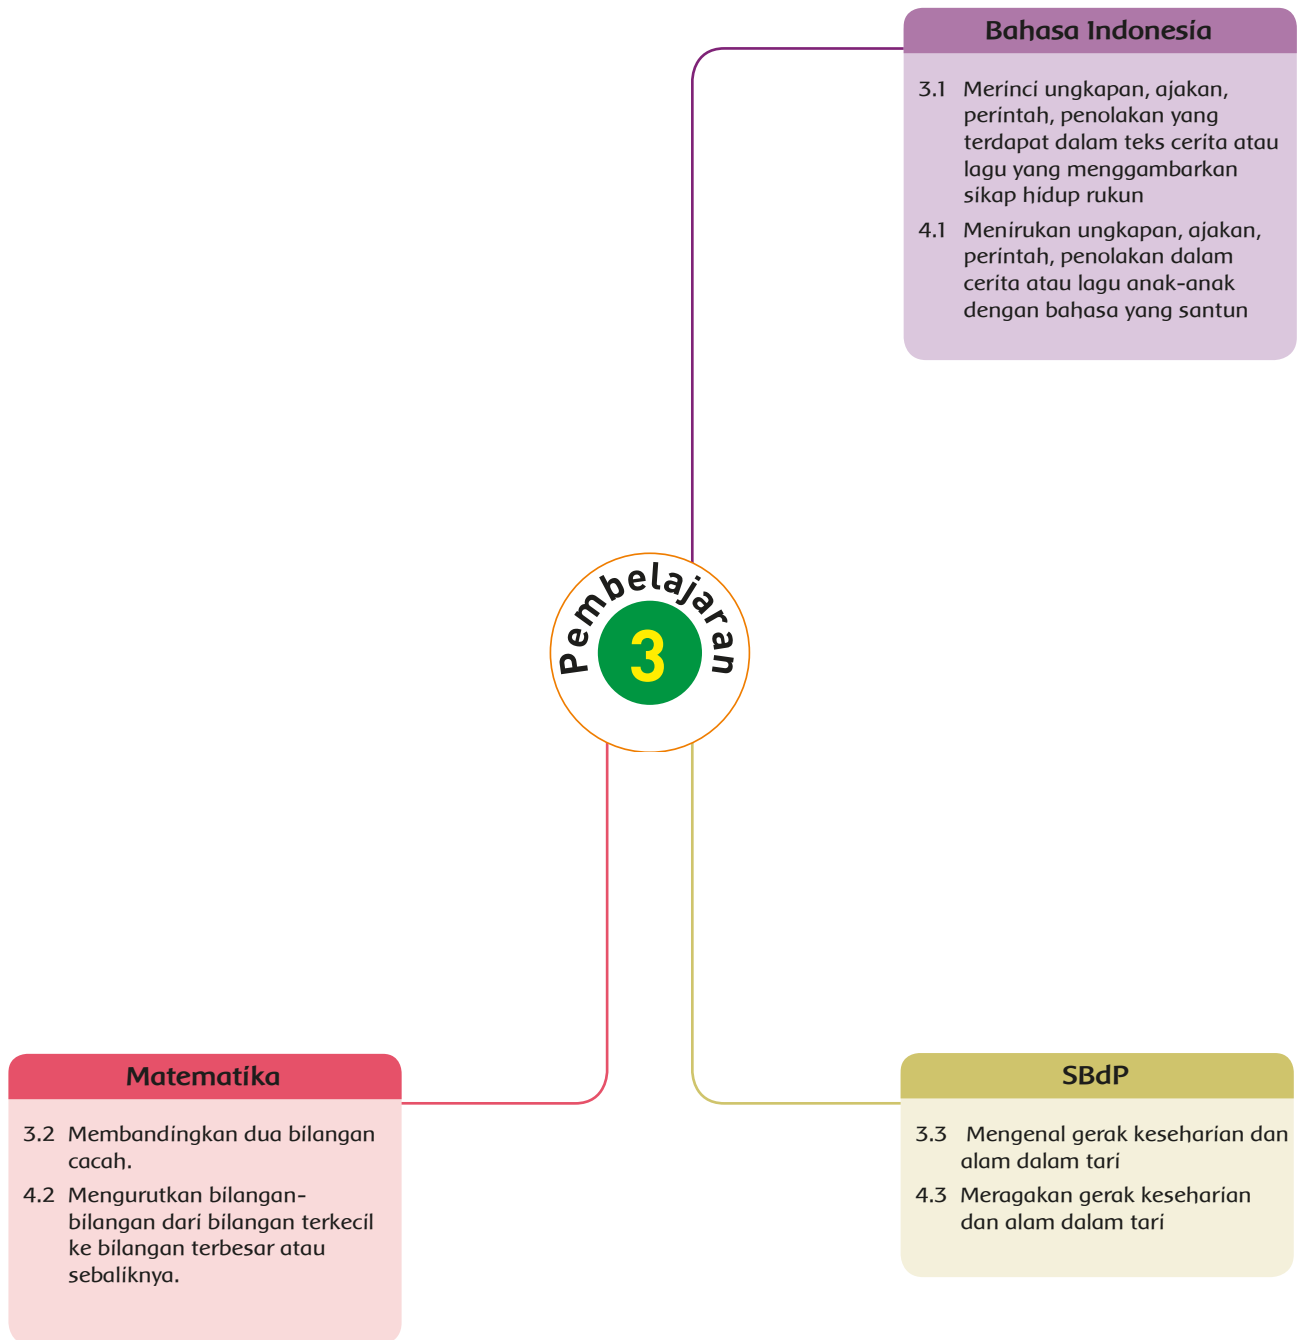 Bahasa Indonesia
3.1 Merinci ungkapan, ajakan,
perintah, penolakan yang
terdapat dalam teks cerita atau
lagu yang menggambarkan
sikap hidup rukun
4.1 Menirukan ungkapan, ajakan,
perintah, penolakan dalam
cerita atau lagu anak-anak
dengan bahasa yang santun
Pembelajaran
3
Matematika
3.2 Membandingkan dua bilangan
cacah.
4.2 Mengurutkan bilangan-
bilangan dari bilangan terkecil
ke bilangan terbesar atau
sebaliknya.
SBdP
3.3 Mengenal gerak keseharian dan
alam dalam tari
4.3 Meragakan gerak keseharian
dan alam dalam tari